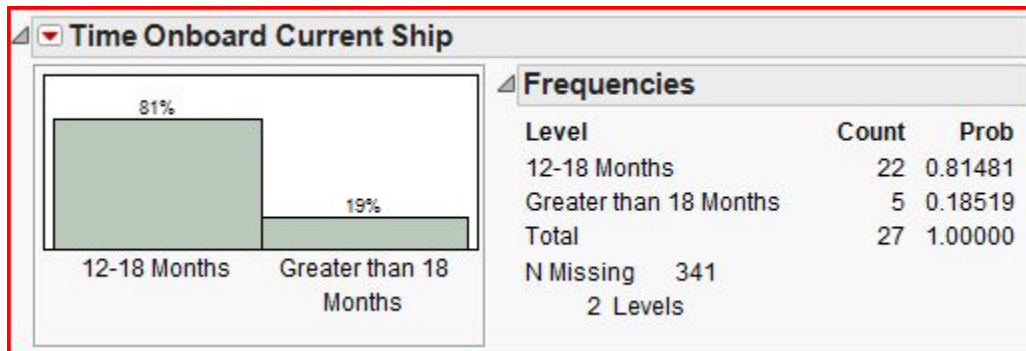 Time Onboard Current Ship
81%
19%
12-18 Months
Greater than 18
Months
Frequencies
Level Count Prob
12-18 Months 22 0.81481
Greater than 18 Months 5 0.18519
Total 27 1.00000
N Missing 341
2 Levels